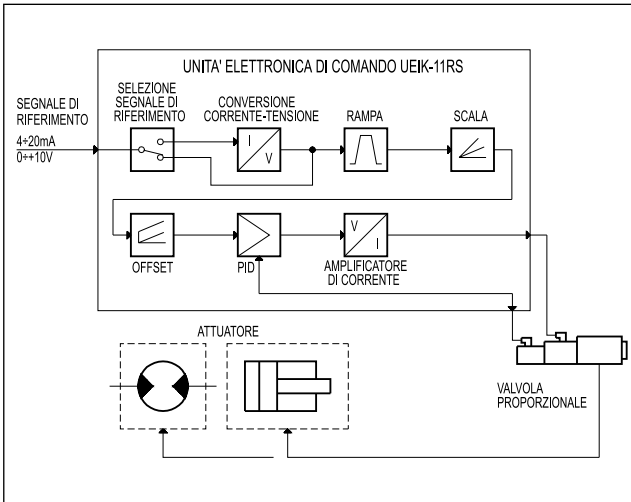 UNITA' ELETTRONICA DI COMANDO UEIK-11RS
SEGNALE DI
RIFERIMENTO
4÷20mA
0÷+10V
SELEZIONE
SEGNALE DI
RIFERIMENTO
CONVERSIONE
CORRENTE-TENSIONE
RAMPA
SCALA
I
V
OFFSET
PID
V
I
AMPLIFICATORE
DI CORRENTE
ATTUATORE
VALVOLA
PROPORZIONALE